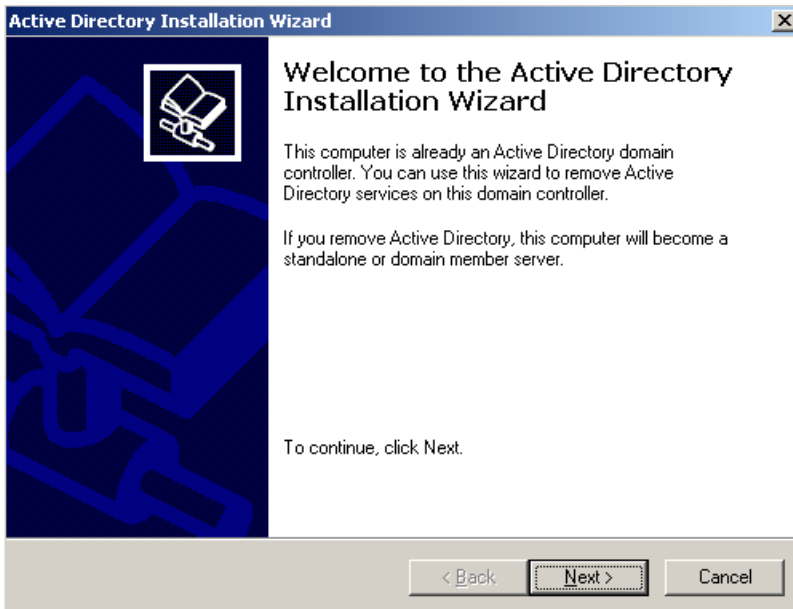 Active Directory Installation Wizard
Welcome to the Active Directory
Installation Wizard
This computer is already an Active Directory domain
controller. You can use this wizard to remove Active
Directory services on this domain controller.
If you remove Active Directory, this computer will become a
standalone or domain member server.
To continue, click Next.
< Back
Next >
Cancel